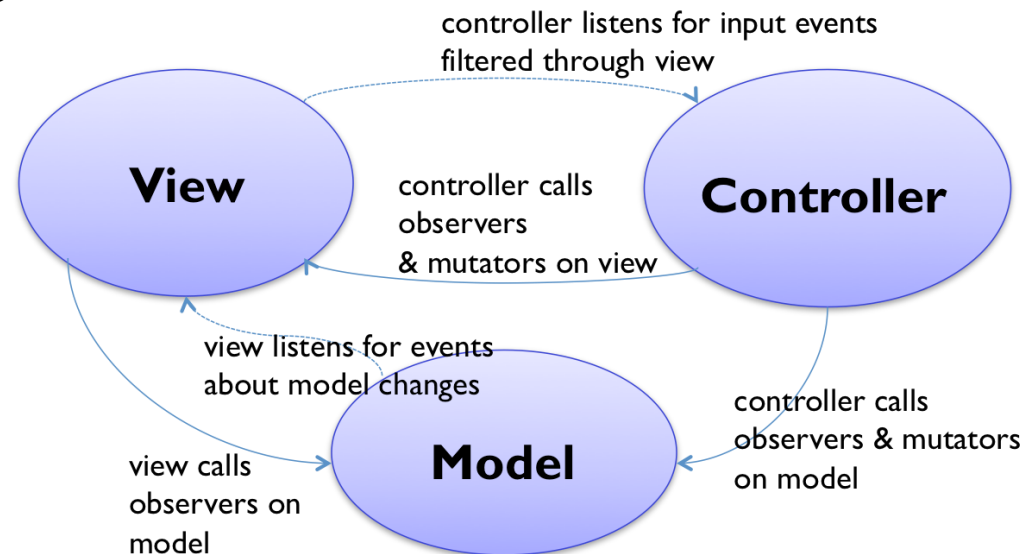 controller listens for input events
filtered through view
View
Controller
controller calls
observers
& mutators on view
view listens for events
about model changes
Model
controller calls
observers & mutators
on model
view calls
observers on
model